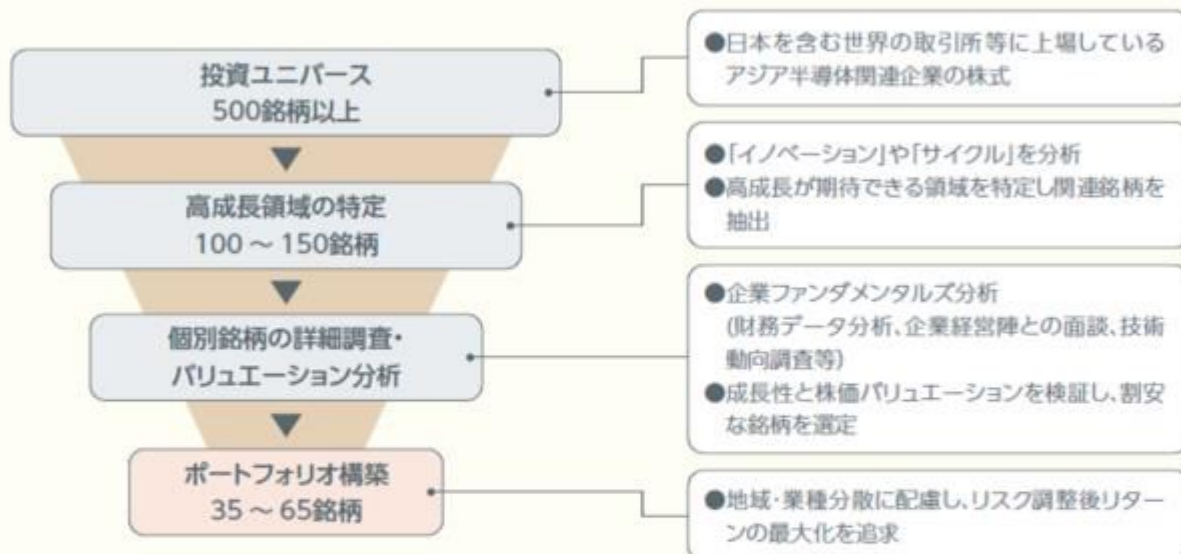 投資ユニバース
500銘柄以上
●日本を含む世界の取引所等に上場している
アジア半導体関連企業の株式
高成長領域の特定
100 ～ 150銘柄
●「イノベーション」や「サイクル」を分析
●高成長が期待できる領域を特定し関連銘柄を
抽出
個別銘柄の詳細調査・
バリュエーション分析
●企業ファンダメンタルズ分析
(財務データ分析、企業経営陣との面談、技術
動向調査等)
●成長性と株価バリュエーションを検証し、割安
な銘柄を選定
ポートフォリオ構築
35 ～ 65銘柄
●地域・業種分散に配慮し、リスク調整後リター
ンの最大化を追求